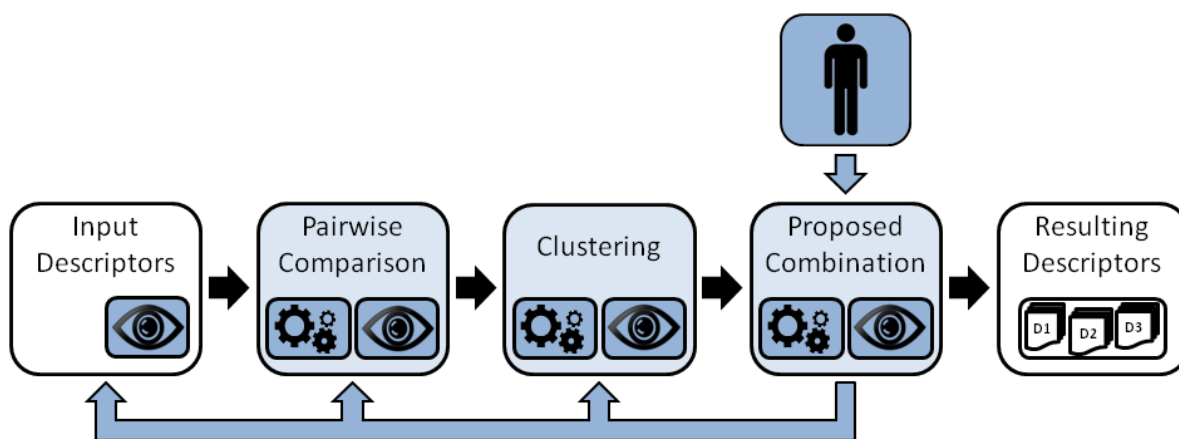 Input
Descriptors
Pairwise
Comparison
Clustering
Proposed
Combination
Resulting
Descriptors
D1
D2
D3